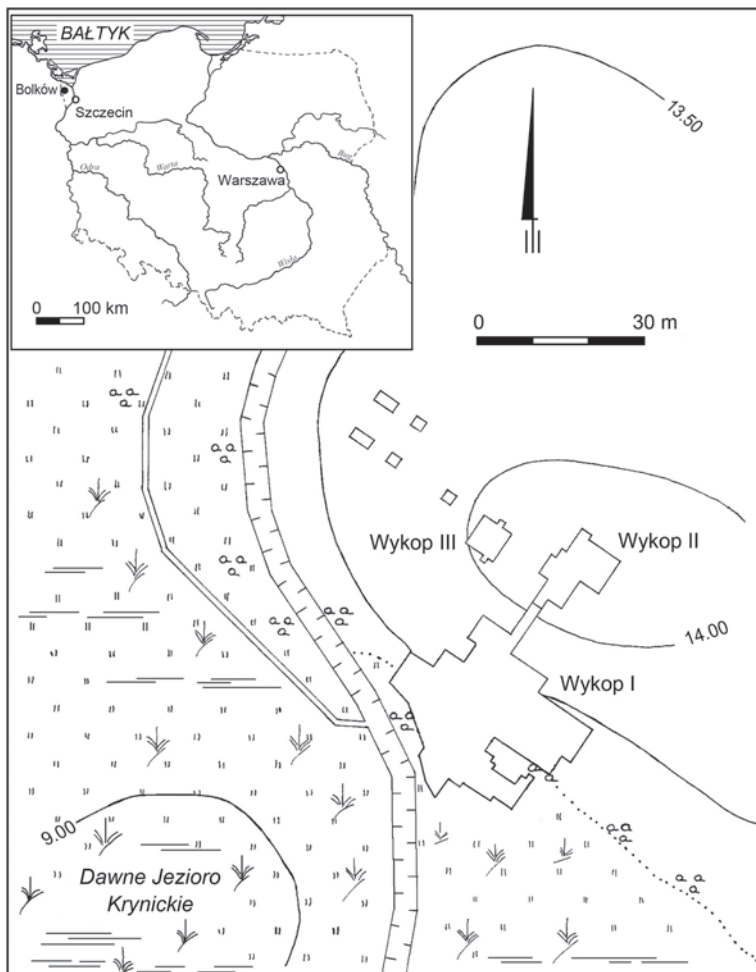 BAŁTYK
Bolków
Szczecin
Odra
Warta
Bug
Warszawa
Wisła
0 100 km
13.50
0 30 m
Wykop III
Wykop II
14.00
Wykop I
9.00
Dawne Jezioro
Krynickie